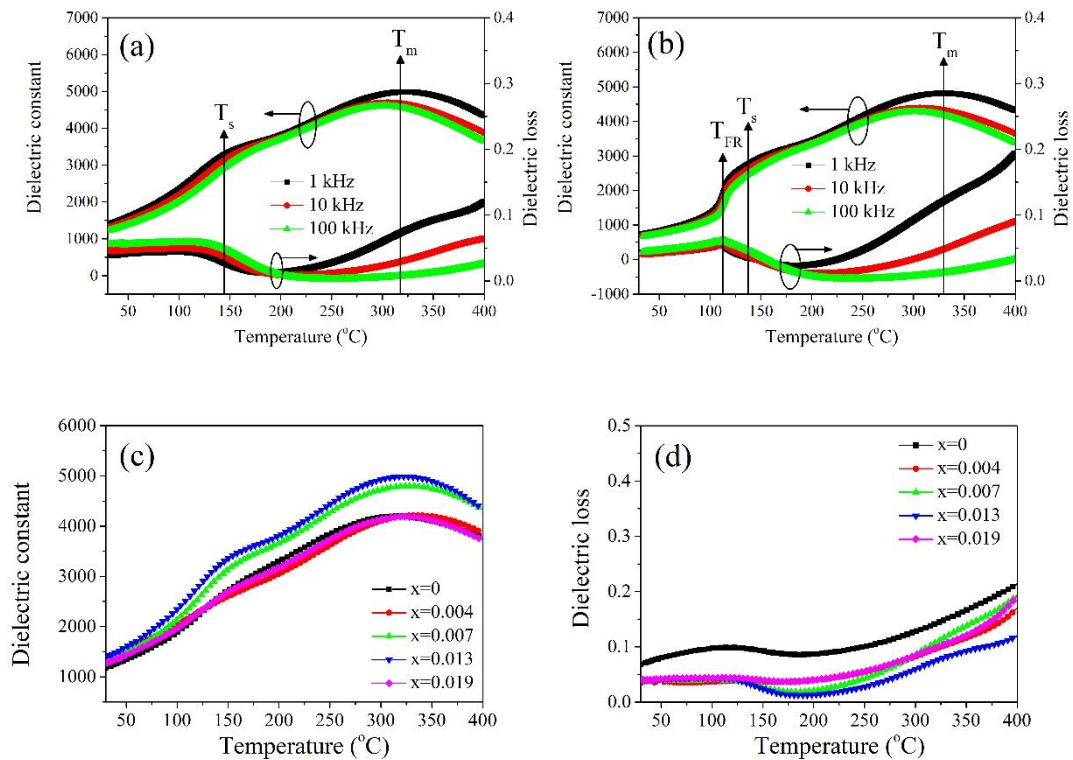 (a)
Dielectric constant
7000
6000
5000
4000
3000
2000
1000
0
50 100 150 200 250 300 350 400
Temperature (°C)
0.4
0.3
0.2
0.1
0.0
Dielectric loss
Ts
Tm
1 kHz
10 kHz
100 kHz
(b)
Dielectric constant
7000
6000
5000
4000
3000
2000
1000
0
-1000
50 100 150 200 250 300 350 400
Temperature (°C)
0.4
0.3
0.2
0.1
0.0
Dielectric loss
TFR
Ts
Tm
1 kHz
10 kHz
100 kHz
(c)
Dielectric constant
6000
5000
4000
3000
2000
1000
50 100 150 200 250 300 350 400
Temperature (°C)
x=0
x=0.004
x=0.007
x=0.013
x=0.019
(d)
Dielectric loss
0.5
0.4
0.3
0.2
0.1
0.0
50 100 150 200 250 300 350 400
Temperature (°C)
x=0
x=0.004
x=0.007
x=0.013
x=0.019